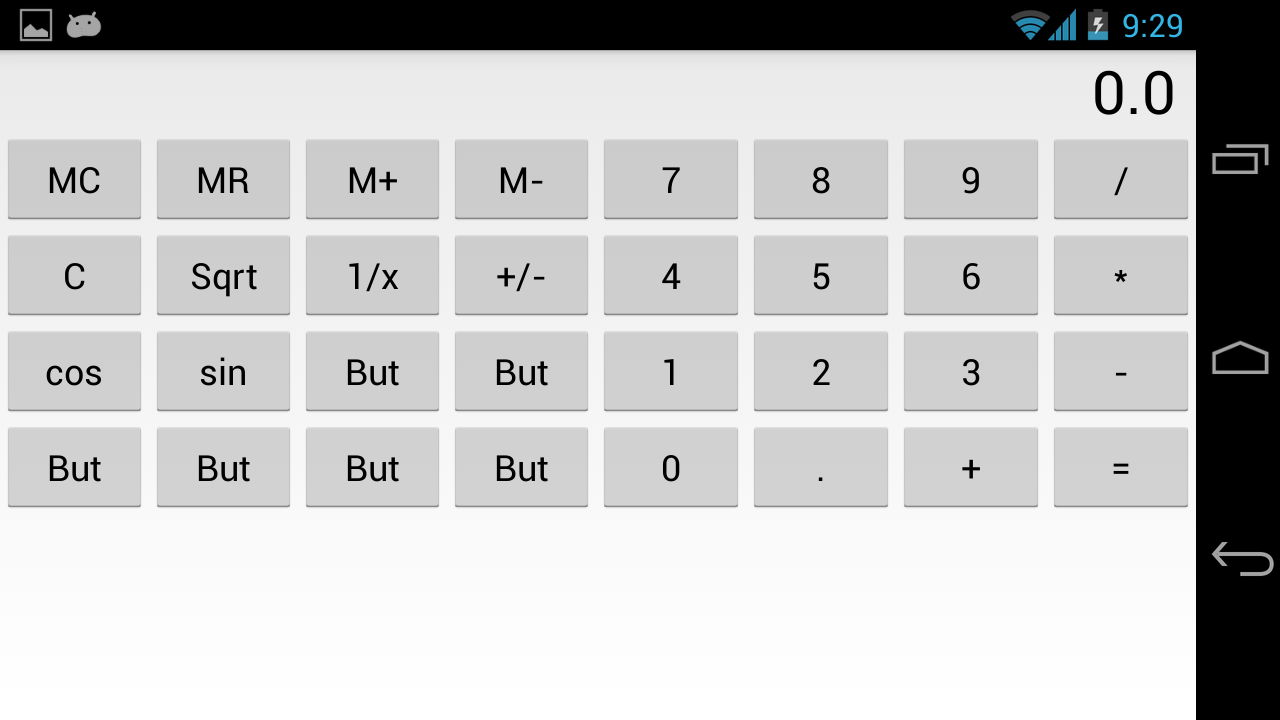 9:29
0.0
MC MR M+ M- 7 8 9 /
C Sqrt 1/x +/- 4 5 6 *
cos sin But But 1 2 3 -
But But But But 0 . + =